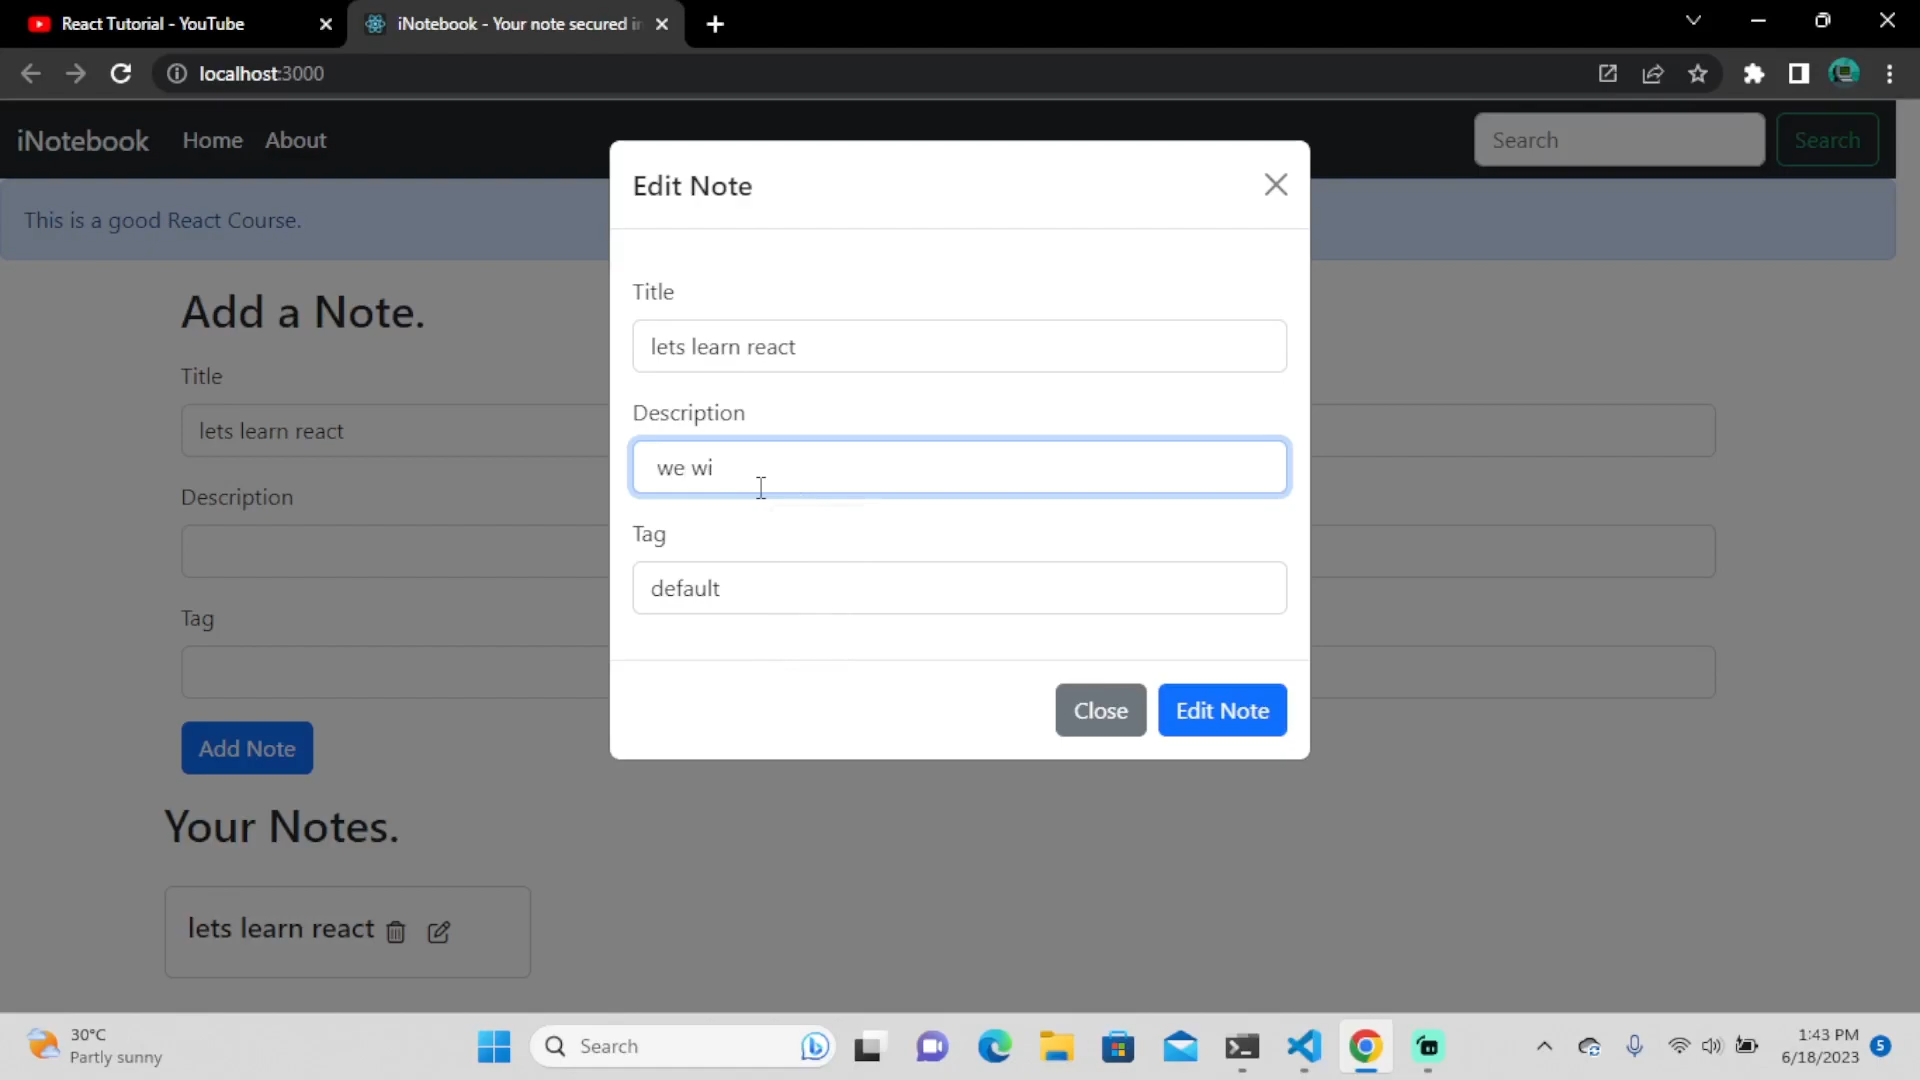 React Tutorial - YouTube
iNotebook - Your note secured i
localhost:3000
iNotebook Home About Search Search
This is a good React Course.
Edit Note
Title
lets learn react
Description
we wi
Tag
default
Close Edit Note
Add a Note.
Title
lets learn react
Description
Tag
Add Note
Your Notes.
lets learn react
30°C
Partly sunny
Search
1:43 PM
6/18/2023
5